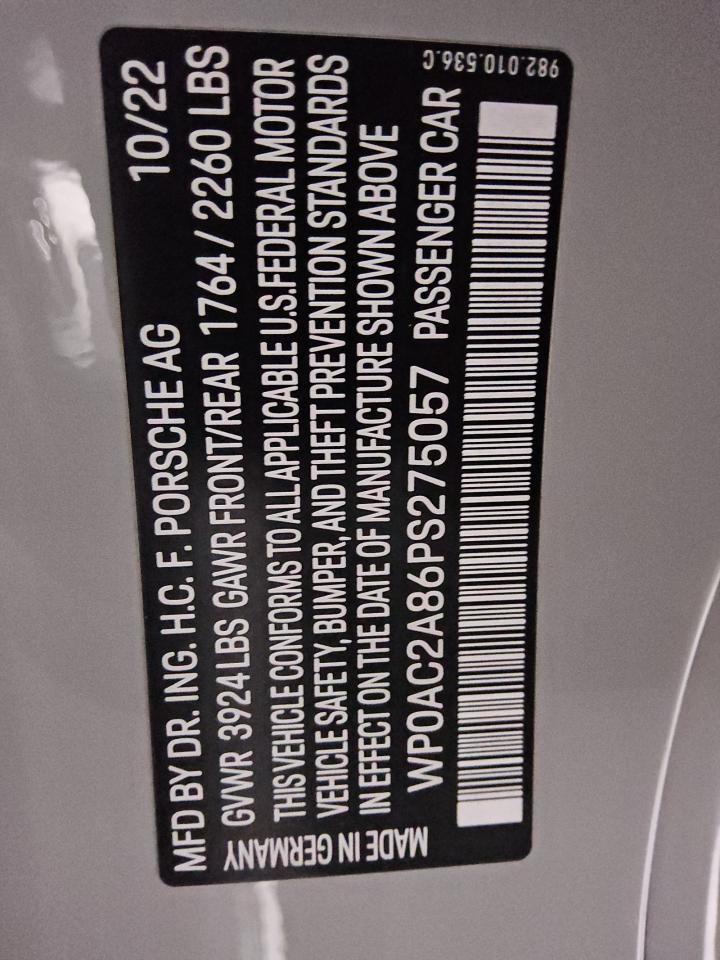 MFD BY DR. ING. H.C. F. PORSCHE AG 10/22
GVWR 3924 LBS GAWR FRONT/REAR 1764 / 2260 LBS
THIS VEHICLE CONFORMS TO ALL APPLICABLE U.S. FEDERAL MOTOR
VEHICLE SAFETY, BUMPER, AND THEFT PREVENTION STANDARDS
IN EFFECT ON THE DATE OF MANUFACTURE SHOWN ABOVE
WP0AC2A86PS275057 PASSENGER CAR
MADE IN GERMANY
982.010.536.C